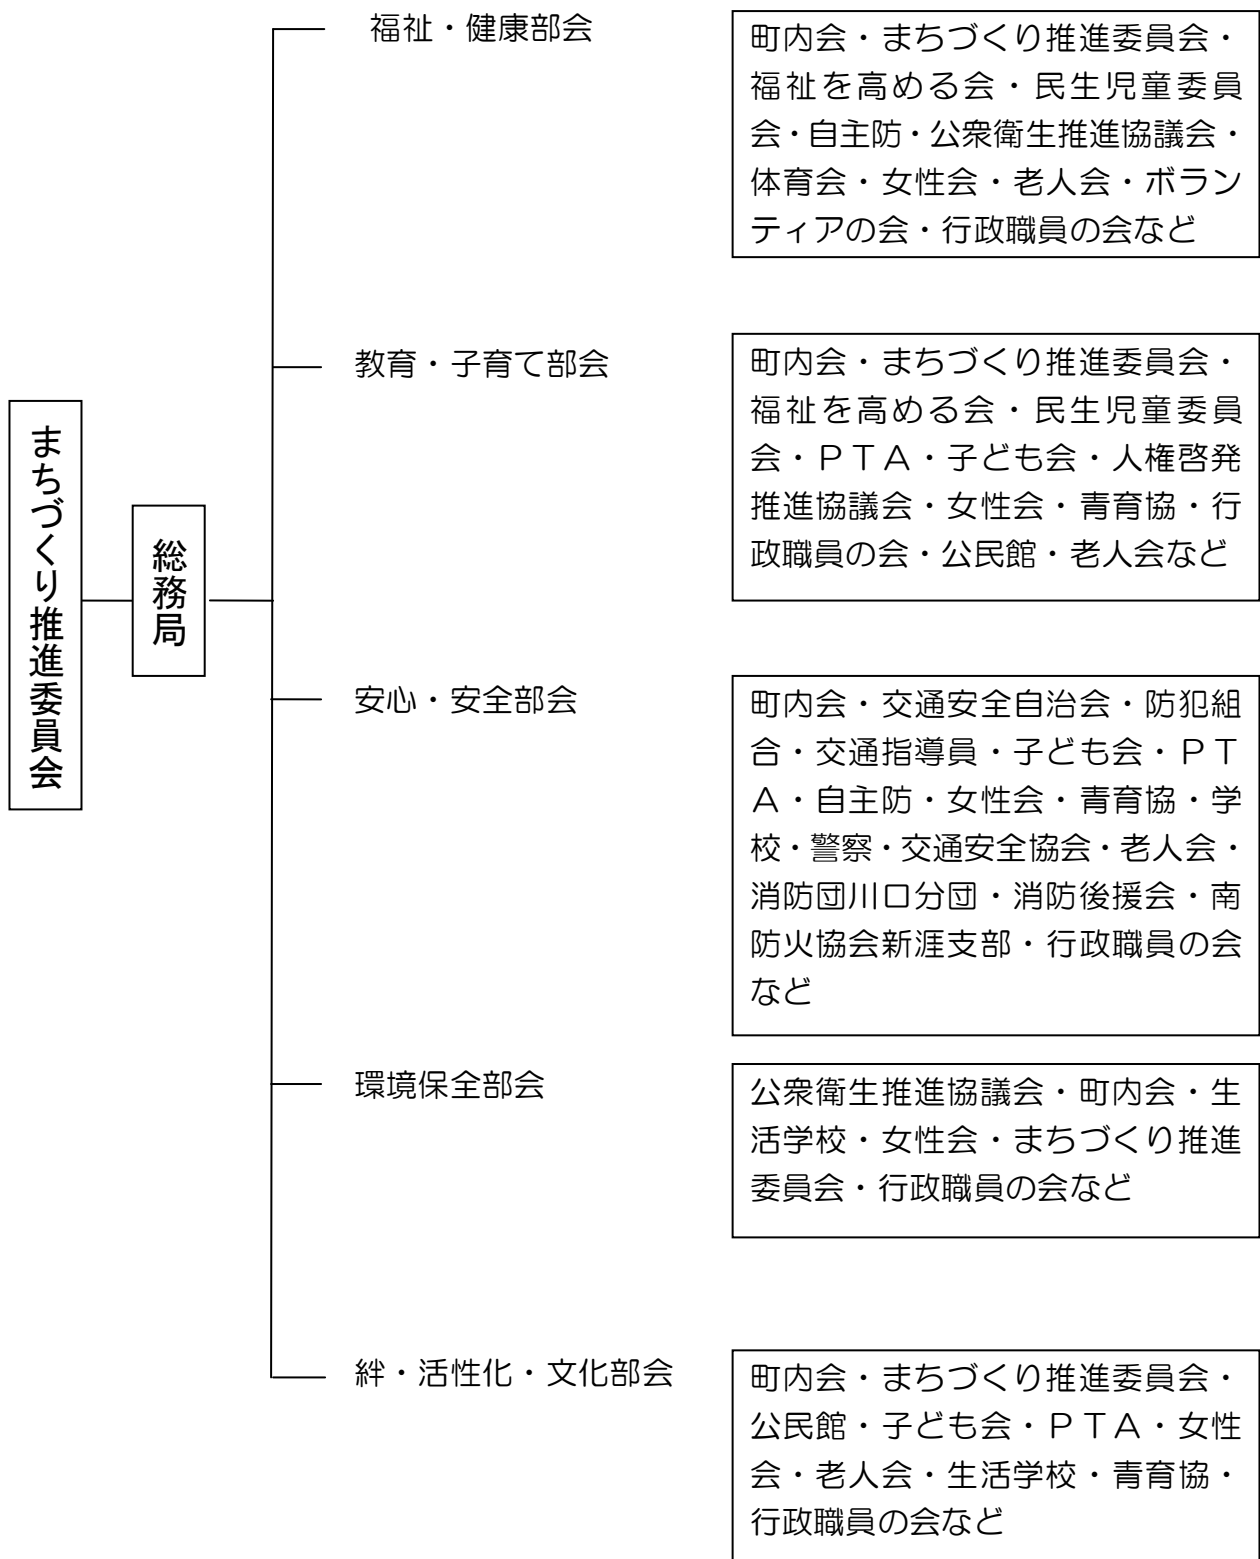 まちづくり推進委員会
総務局
福祉・健康部会
町内会・まちづくり推進委員会・
福祉を高める会・民生児童委員
会・自主防・公衆衛生推進協議会・
体育会・女性会・老人会・ボラン
ティアの会・行政職員の会など
教育・子育て部会
町内会・まちづくり推進委員会・
福祉を高める会・民生児童委員
会・ＰＴＡ・子ども会・人権啓発
推進協議会・女性会・青育協・行
政職員の会・公民館・老人会など
安心・安全部会
町内会・交通安全自治会・防犯組
合・交通指導員・子ども会・ＰＴ
Ａ・自主防・女性会・青育協・学
校・警察・交通安全協会・老人会・
消防団川口分団・消防後援会・南
防火協会新涯支部・行政職員の会
など
環境保全部会
公衆衛生推進協議会・町内会・生
活学校・女性会・まちづくり推進
委員会・行政職員の会など
絆・活性化・文化部会
町内会・まちづくり推進委員会・
公民館・子ども会・ＰＴＡ・女性
会・老人会・生活学校・青育協・
行政職員の会など